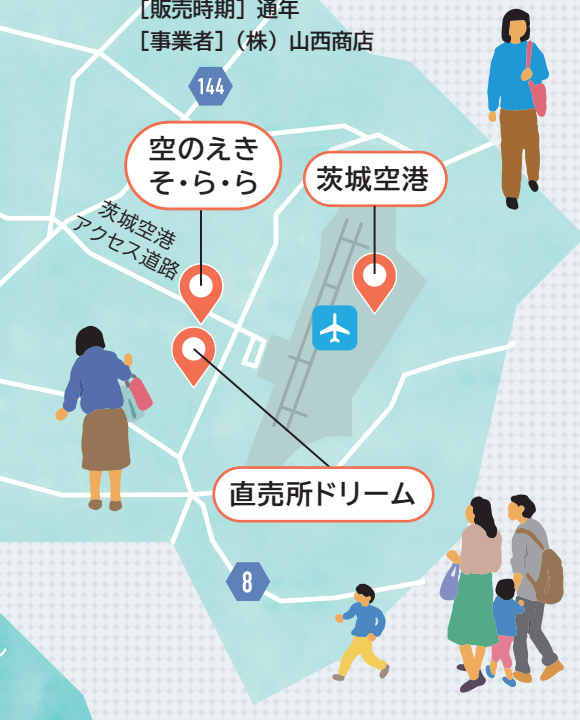 ［販売時期］通年
［事業者］（株）山西商店
144
空のえき
そ・ら・ら
茨城空港
茨城空港
アクセス道路
直売所ドリーム
8